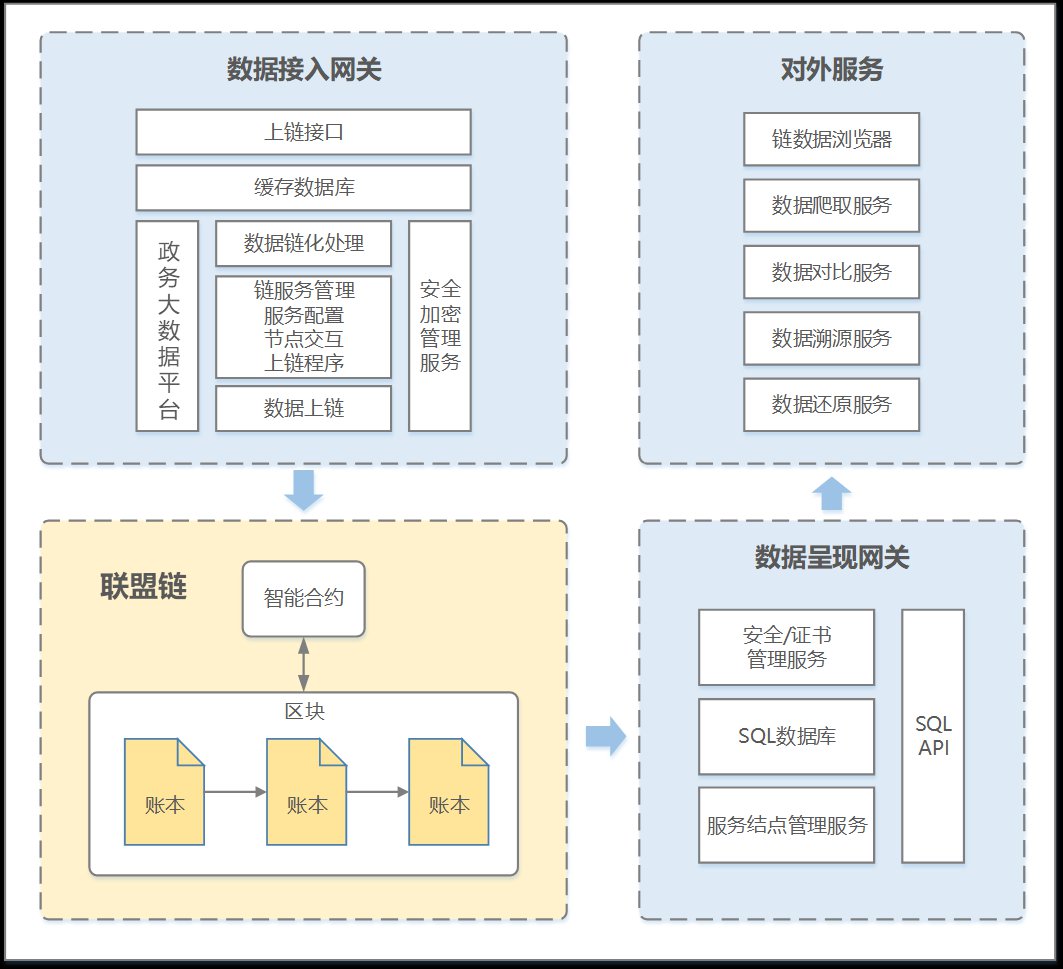 数据接入网关
上链接口
缓存数据库
政务大数据平台
数据链化处理
链服务管理
服务配置
节点交互
上链程序
数据上链
安全
加密
管理
服务
对外服务
链数据浏览器
数据爬取服务
数据对比服务
数据溯源服务
数据还原服务
联盟链
智能合约
区块
账本
账本
账本
数据呈现网关
安全/证书
管理服务
SQL数据库
服务结点管理服务
SQL
API